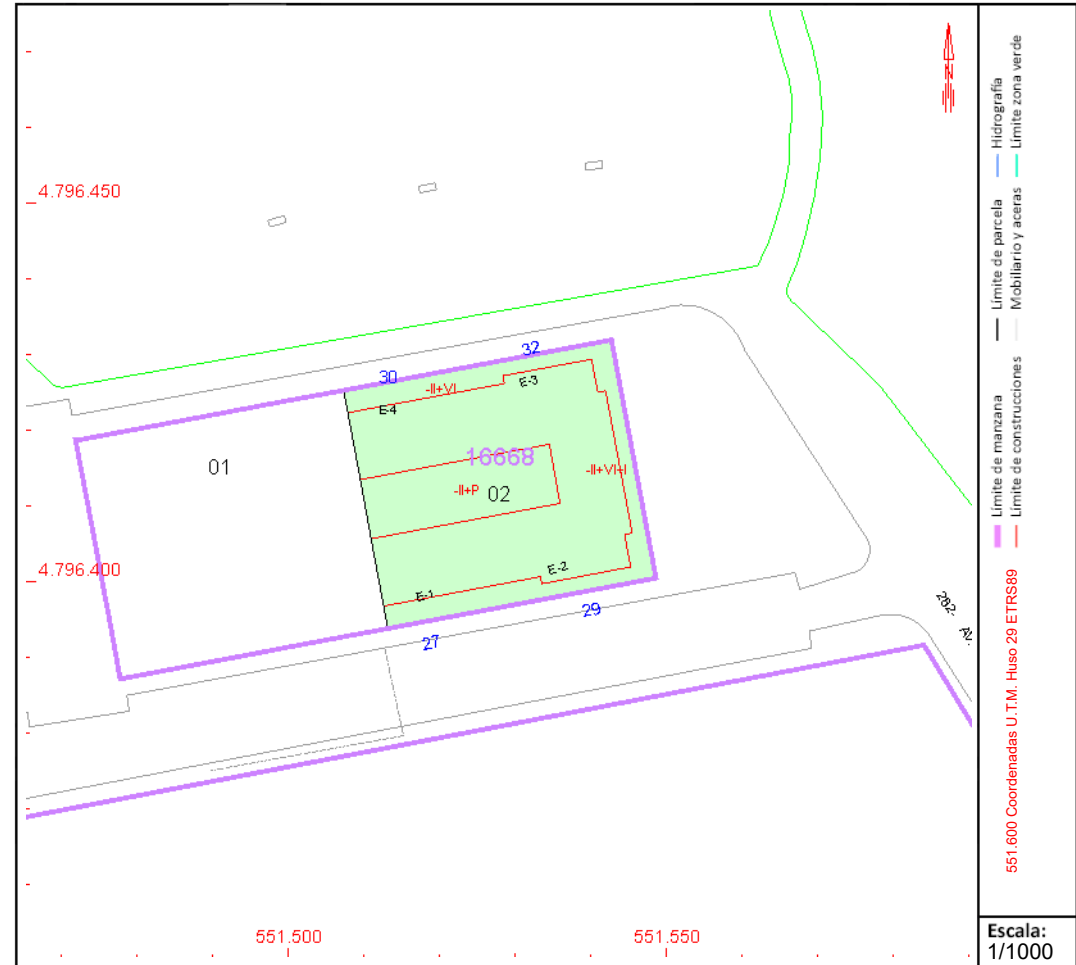 N
4.796.450
4.796.400
551.500
551.550
30
32
-II+VI
E-3
E-4
01
16668
-II+VI+I
-II+P
02
E-2
E-1
29
27
282- AV.
Límite de manzana
Límite de parcela
Hidrografía
Límite de construcciones
Mobiliario y aceras
Límite zona verde
551.600 Coordenadas U.T.M. Huso 29 ETRS89
Escala:
1/1000